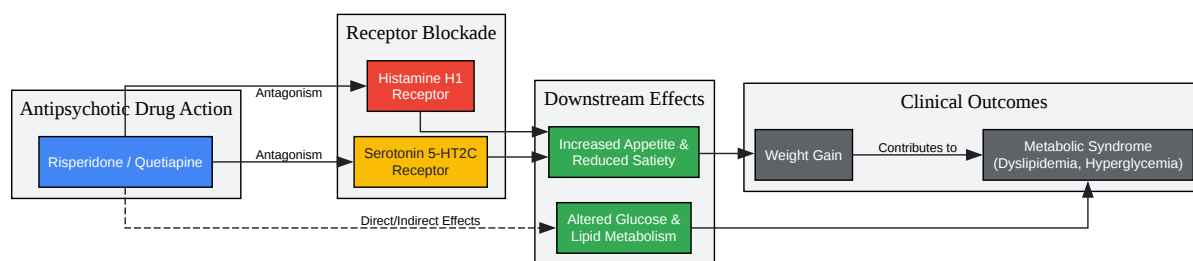 Antipsychotic Drug Action
Risperidone / Quetiapine
Antagonism
Antagonism
Direct/Indirect Effects
Receptor Blockade
Histamine H1
Receptor
Serotonin 5-HT2C
Receptor
Downstream Effects
Increased Appetite &
Reduced Satiety
Altered Glucose &
Lipid Metabolism
Clinical Outcomes
Weight Gain
Contributes to
Metabolic Syndrome
(Dyslipidemia, Hyperglycemia)